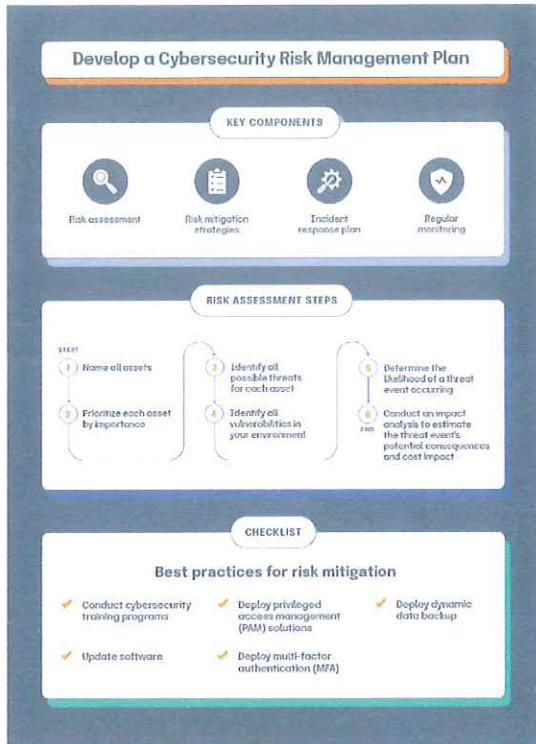 Develop a Cybersecurity Risk Management Plan
KEY COMPONENTS
Risk assessment
Risk mitigation
strategies
Incident
response plan
Regular
monitoring
RISK ASSESSMENT STEPS
START
1 Name all assets
2 Prioritize each asset
by importance
3 Identify all
possible threats
for each asset
4 Identify all
vulnerabilities in
your environment
5 Determine the
likelihood of a threat
event occurring
6 Conduct an impact
analysis to estimate
the threat event's
potential consequences
and cost impact
END
CHECKLIST
Best practices for risk mitigation
Conduct cybersecurity
training programs
Deploy privileged
access management
(PAM) solutions
Deploy dynamic
data backup
Update software
Deploy multi-factor
authentication (MFA)